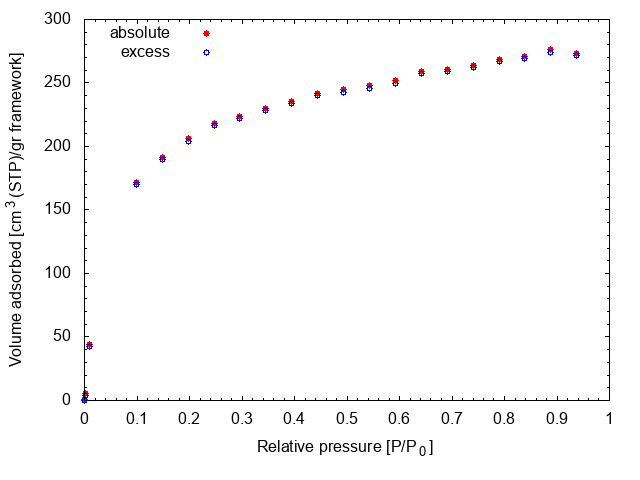 absolute
excess
300
250
200
150
100
50
0
0 0.1 0.2 0.3 0.4 0.5 0.6 0.7 0.8 0.9 1
Volume adsorbed [cm³ (STP)/gr framework]
Relative pressure [P/P₀]